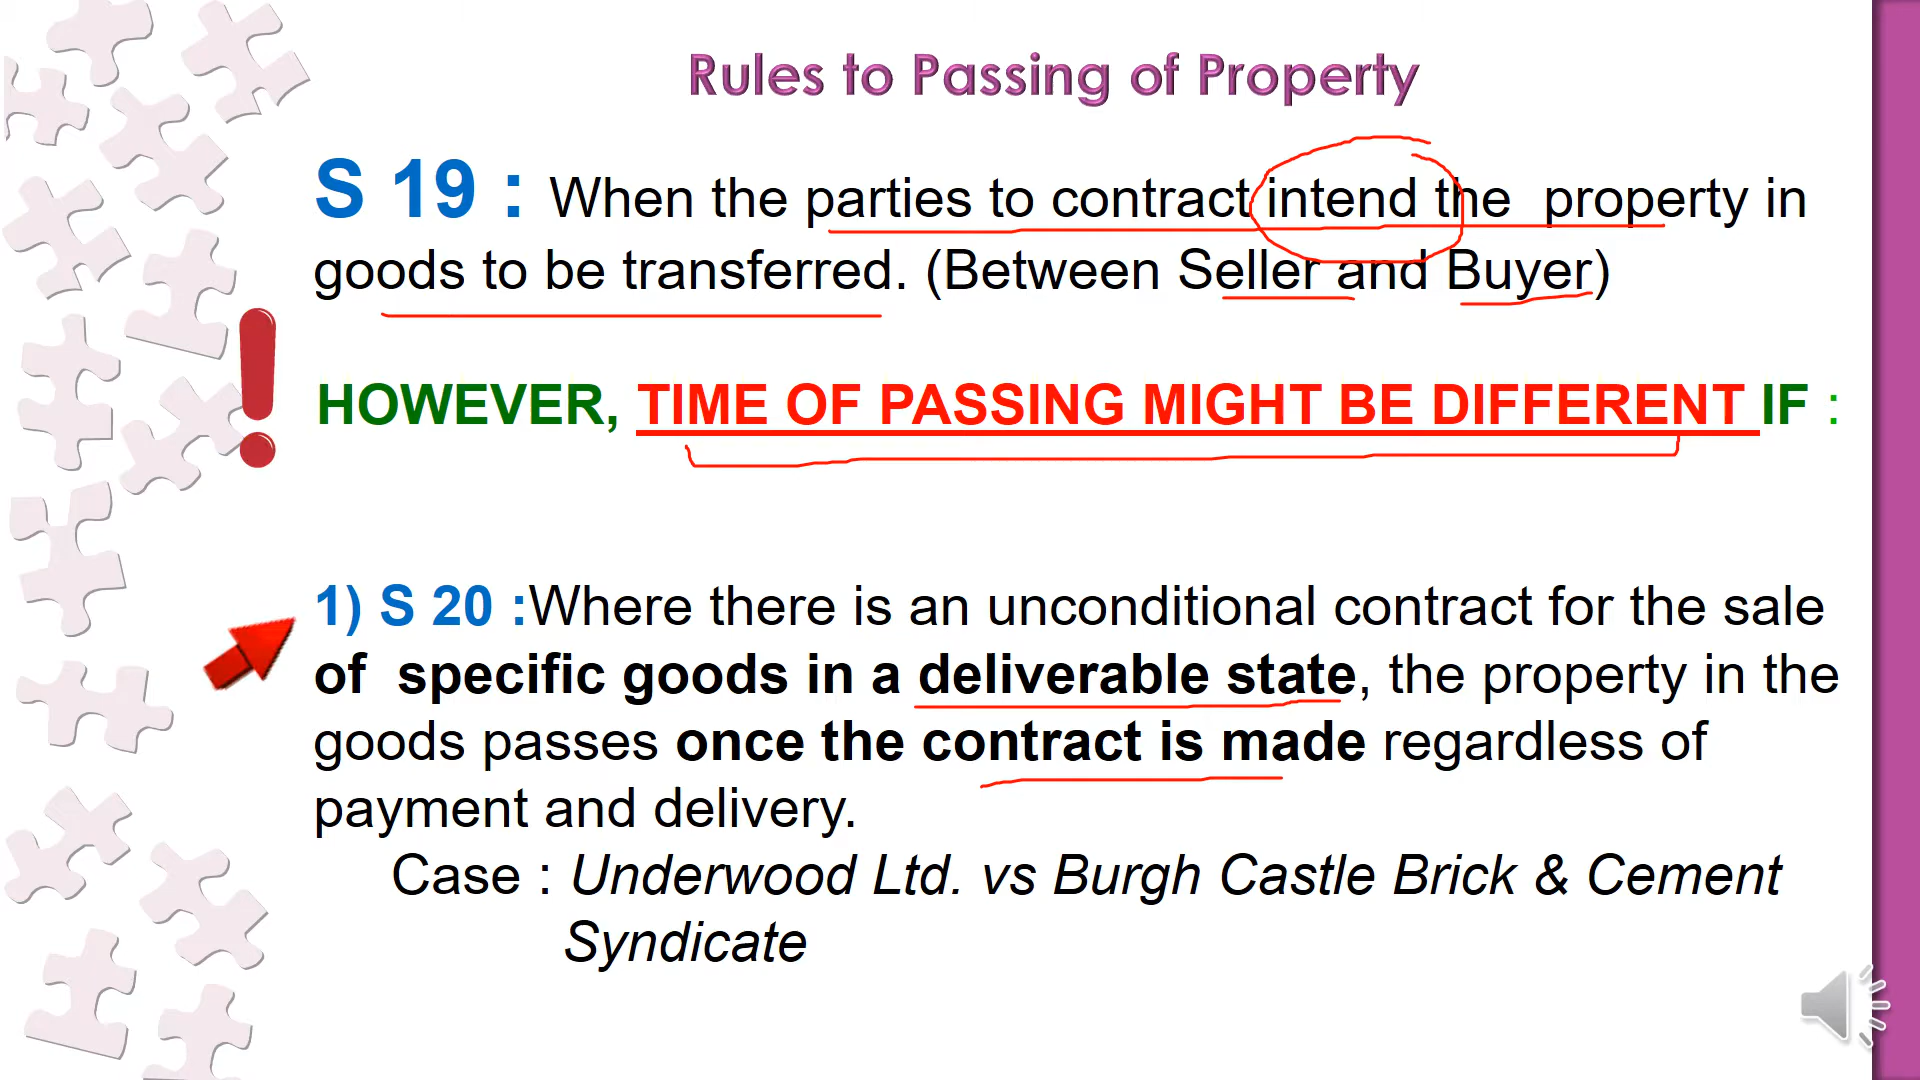 Rules to Passing of Property
S 19 : When the parties to contract intend the property in
goods to be transferred. (Between Seller and Buyer)
HOWEVER, TIME OF PASSING MIGHT BE DIFFERENT IF :
1) S 20 :Where there is an unconditional contract for the sale
of specific goods in a deliverable state, the property in the
goods passes once the contract is made regardless of
payment and delivery.
Case : Underwood Ltd. vs Burgh Castle Brick & Cement
Syndicate